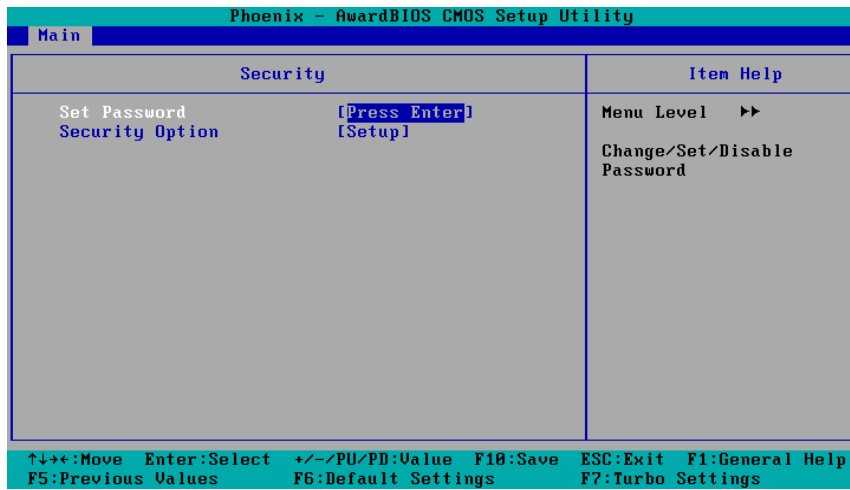 Phoenix - AwardBIOS CMOS Setup Utility
Main
Security
Set Password [Press Enter]
Security Option [Setup]
Item Help
Menu Level ▶▶
Change/Set/Disable
Password
↑↓→←:Move Enter:Select +/-/PU/PD:Value F10:Save ESC:Exit F1:General Help
F5:Previous Values F6:Default Settings F7:Turbo Settings